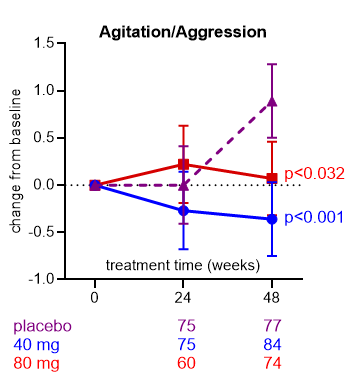 Agitation/Aggression
change from baseline
1.5
1.0
0.5
0.0
-0.5
-1.0
p<0.032
p<0.001
treatment time (weeks)
0 24 48
placebo 75 77
40 mg 75 84
80 mg 60 74